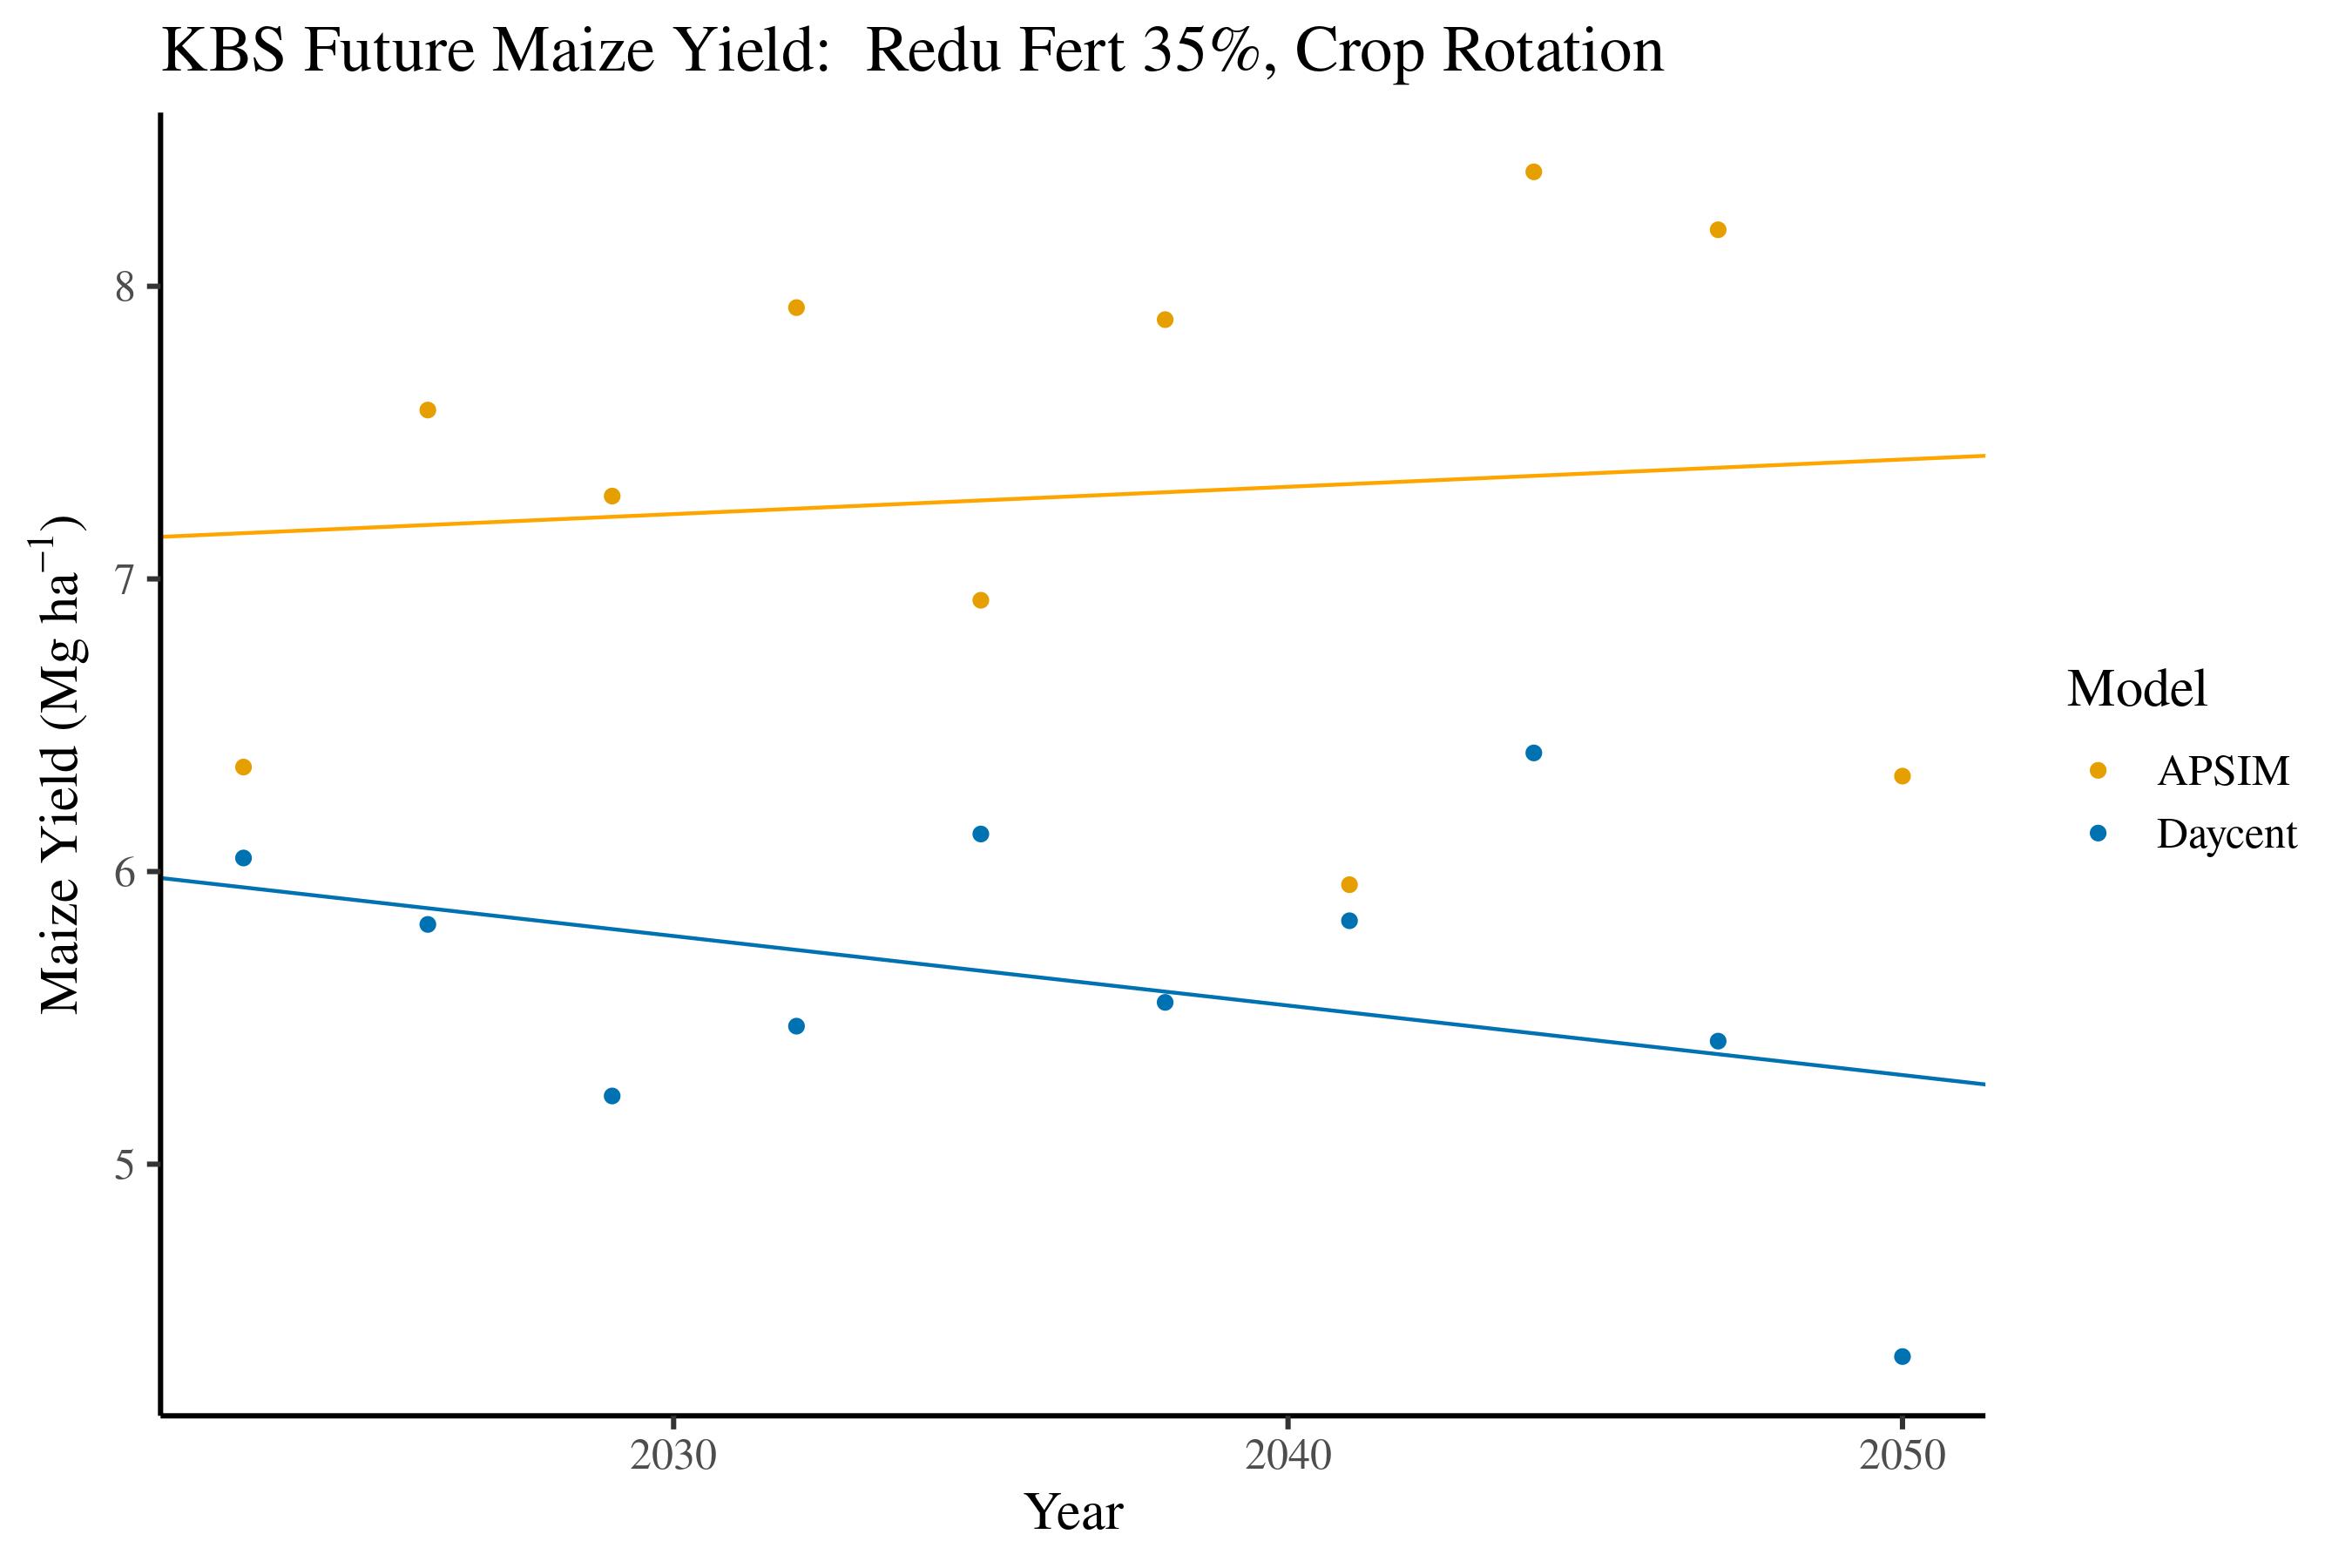 KBS Future Maize Yield:  Redu Fert 35%, Crop Rotation
Maize Yield (Mg ha⁻¹)
8
7
6
5
2030 2040 2050
Year
Model
APSIM
Daycent